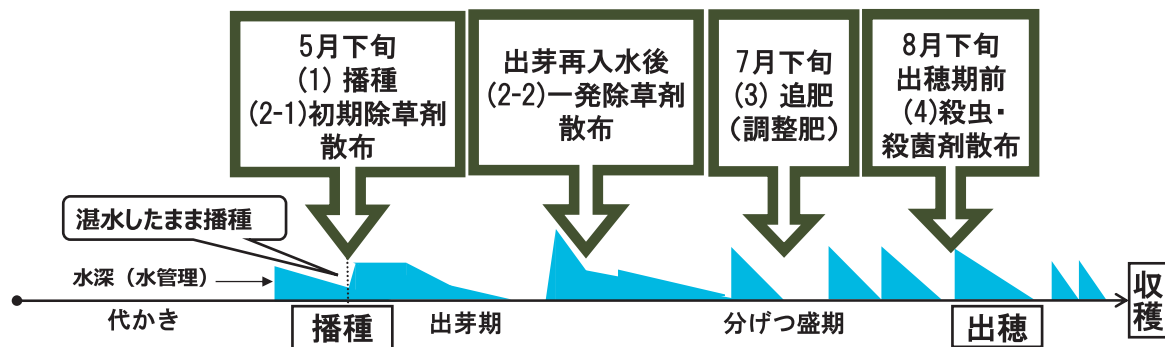 5月下旬
(1) 播種
(2-1)初期除草剤
散布
出芽再入水後
(2-2)一発除草剤
散布
7月下旬
(3) 追肥
（調整肥）
8月下旬
出穂期前
(4)殺虫・
殺菌剤散布
湛水したまま播種
水深（水管理）
代かき
播種
出芽期
分げつ盛期
出穂
収穫